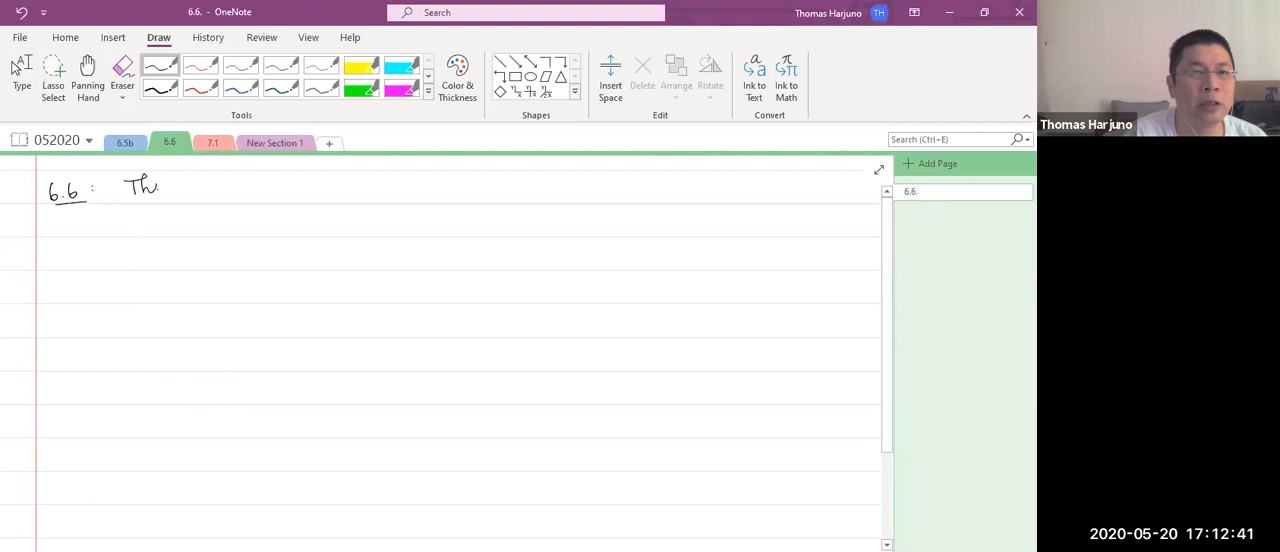 6.6. - OneNote
Search
Thomas Harjuno
TH
File
Home
Insert
Draw
History
Review
View
Help
Type
Lasso Select
Panning Hand
Eraser
Color & Thickness
Insert Space
Delete
Arrange
Rotate
Ink to Text
Ink to Math
Tools
Shapes
Edit
Convert
052020
6.5b
6.6
7.1
New Section 1
Search (Ctrl+E)
Add Page
6.6.
6.6 : Th
Thomas Harjuno
2020-05-20 17:12:41